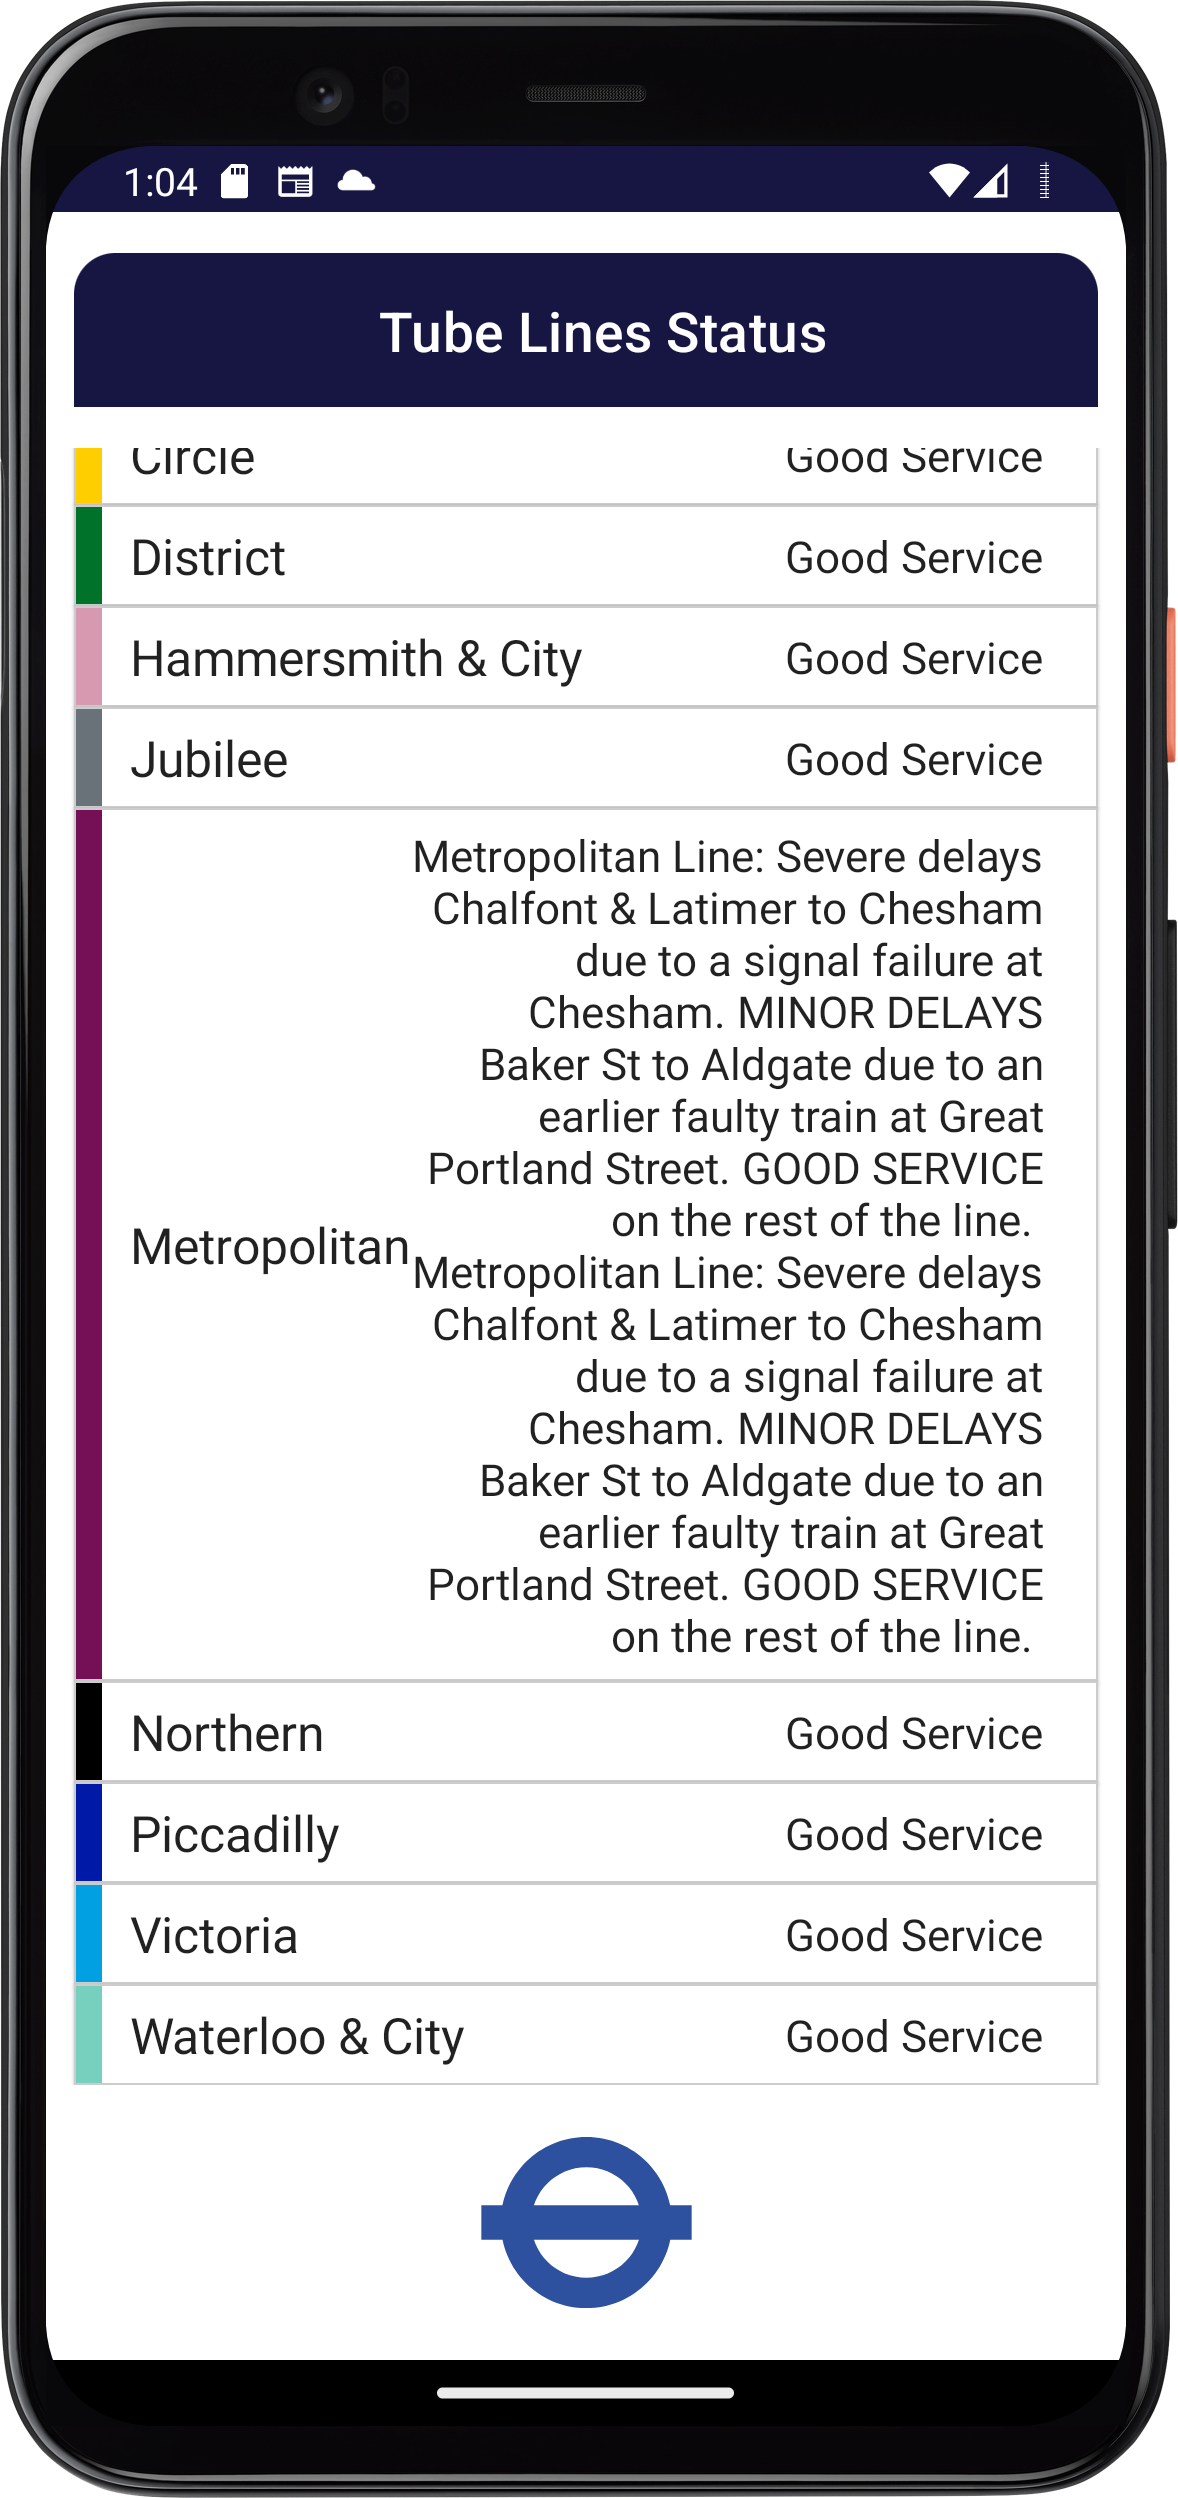 1:04
Tube Lines Status
Circle Good Service
District Good Service
Hammersmith & City Good Service
Jubilee Good Service
Metropolitan
Metropolitan Line: Severe delays
Chalfont & Latimer to Chesham
due to a signal failure at
Chesham. MINOR DELAYS
Baker St to Aldgate due to an
earlier faulty train at Great
Portland Street. GOOD SERVICE
on the rest of the line.
Metropolitan Line: Severe delays
Chalfont & Latimer to Chesham
due to a signal failure at
Chesham. MINOR DELAYS
Baker St to Aldgate due to an
earlier faulty train at Great
Portland Street. GOOD SERVICE
on the rest of the line.
Northern Good Service
Piccadilly Good Service
Victoria Good Service
Waterloo & City Good Service